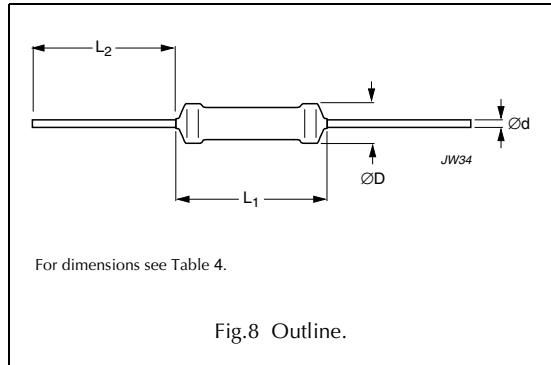 L2
Ød
JW34
ØD
L1
For dimensions see Table 4.
Fig.8 Outline.